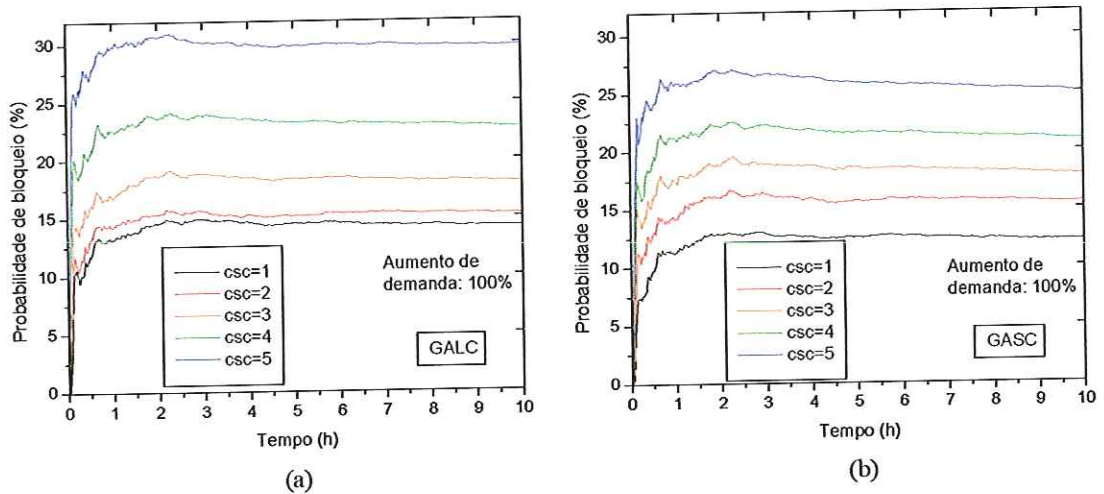 Probabilidade de bloqueio (%)
30
25
20
15
10
5
0
csc=1
csc=2
csc=3
csc=4
csc=5
Aumento de
demanda: 100%
GALC
0 1 2 3 4 5 6 7 8 9 10
Tempo (h)
(a)
Probabilidade de bloqueio (%)
30
25
20
15
10
5
0
csc=1
csc=2
csc=3
csc=4
csc=5
Aumento de
demanda: 100%
GASC
0 1 2 3 4 5 6 7 8 9 10
Tempo (h)
(b)